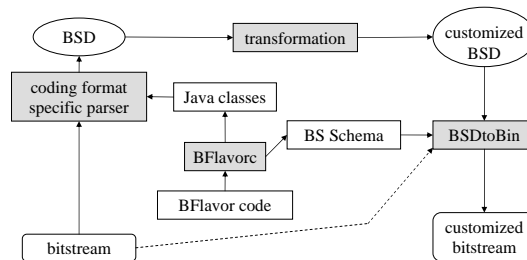 BSD
transformation
customized
BSD
coding format
specific parser
Java classes
BS Schema
BSDtoBin
BFlavorc
BFlavor code
bitstream
customized
bitstream